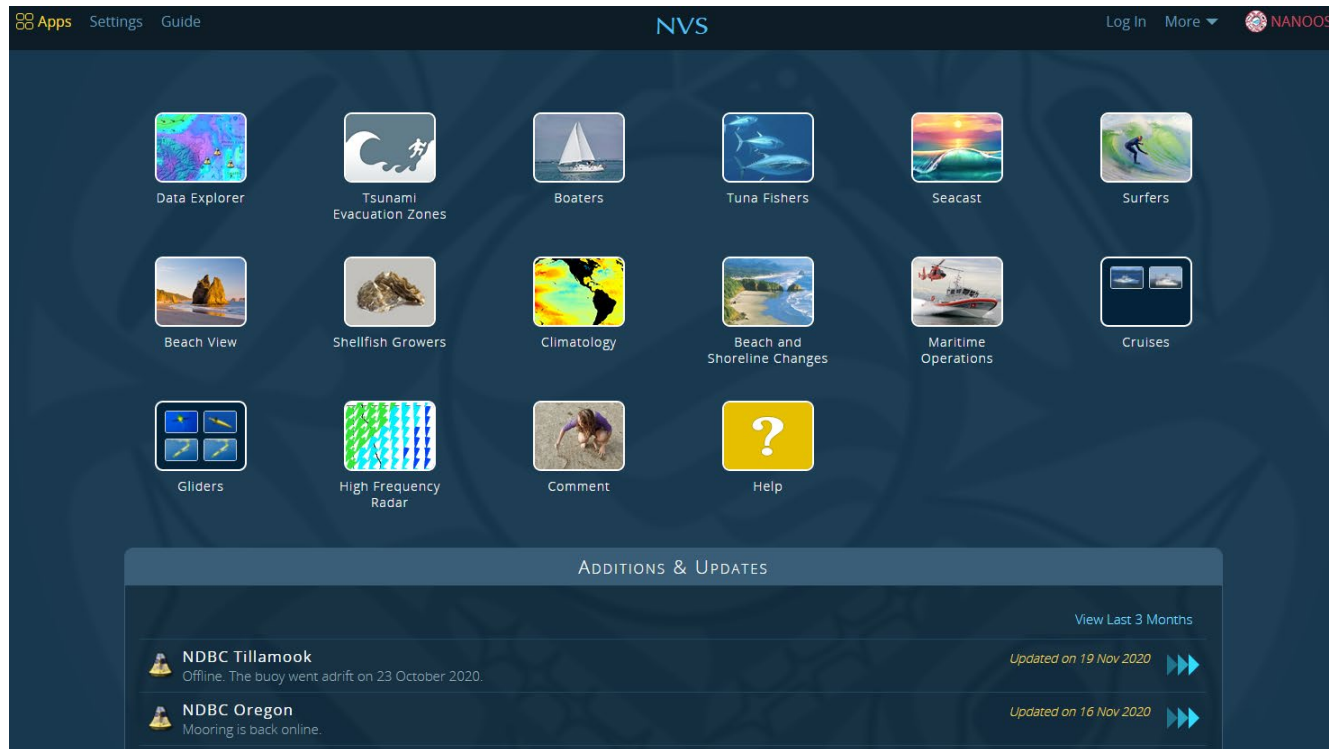 Apps Settings Guide NVS Log In More NANOOS
Data Explorer
Tsunami
Evacuation Zones
Boaters
Tuna Fishers
Seacast
Surfers
Beach View
Shellfish Growers
Climatology
Beach and
Shoreline Changes
Maritime
Operations
Cruises
Gliders
High Frequency
Radar
Comment
?
Help
ADDITIONS & UPDATES
View Last 3 Months
NDBC Tillamook
Offline. The buoy went adrift on 23 October 2020.
Updated on 19 Nov 2020
NDBC Oregon
Mooring is back online.
Updated on 16 Nov 2020